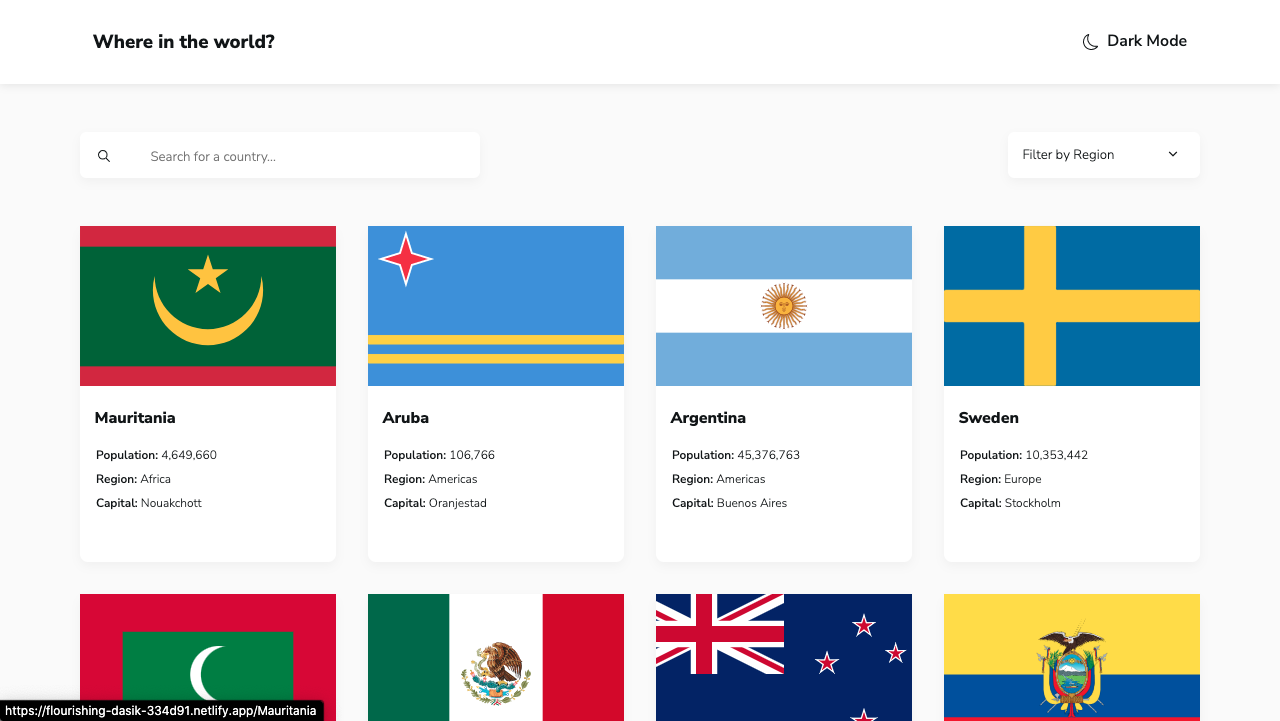 Where in the world?
Dark Mode
Search for a country...
Filter by Region
Mauritania
Population: 4,649,660
Region: Africa
Capital: Nouakchott
Aruba
Population: 106,766
Region: Americas
Capital: Oranjestad
Argentina
Population: 45,376,763
Region: Americas
Capital: Buenos Aires
Sweden
Population: 10,353,442
Region: Europe
Capital: Stockholm
https://flourishing-dasik-334d91.netlify.app/Mauritania